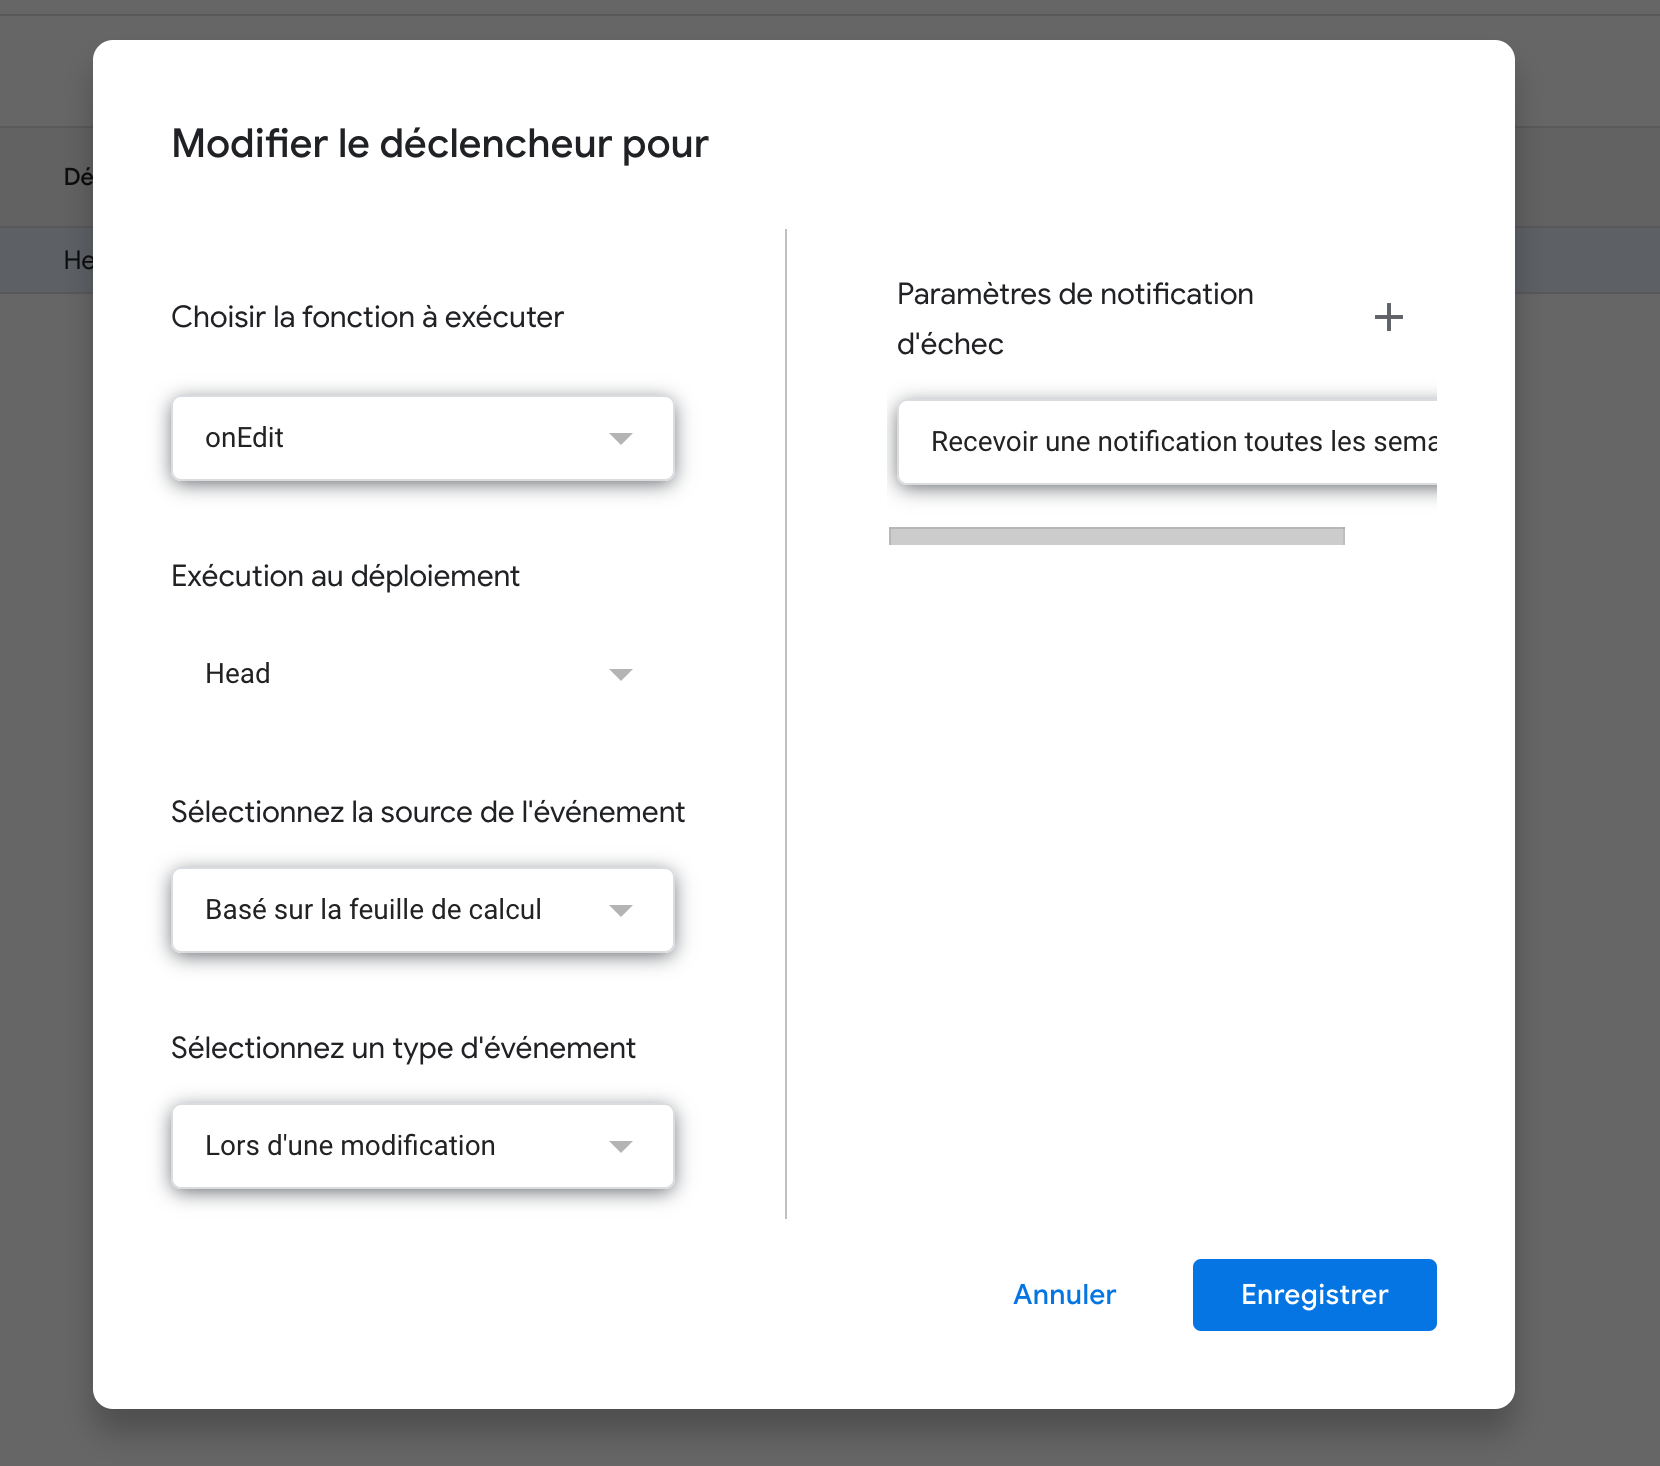 Modifier le déclencheur pour
Dé
He
Choisir la fonction à exécuter
onEdit
Exécution au déploiement
Head
Sélectionnez la source de l'événement
Basé sur la feuille de calcul
Sélectionnez un type d'événement
Lors d'une modification
Paramètres de notification
d'échec
Recevoir une notification toutes les sema
Annuler
Enregistrer